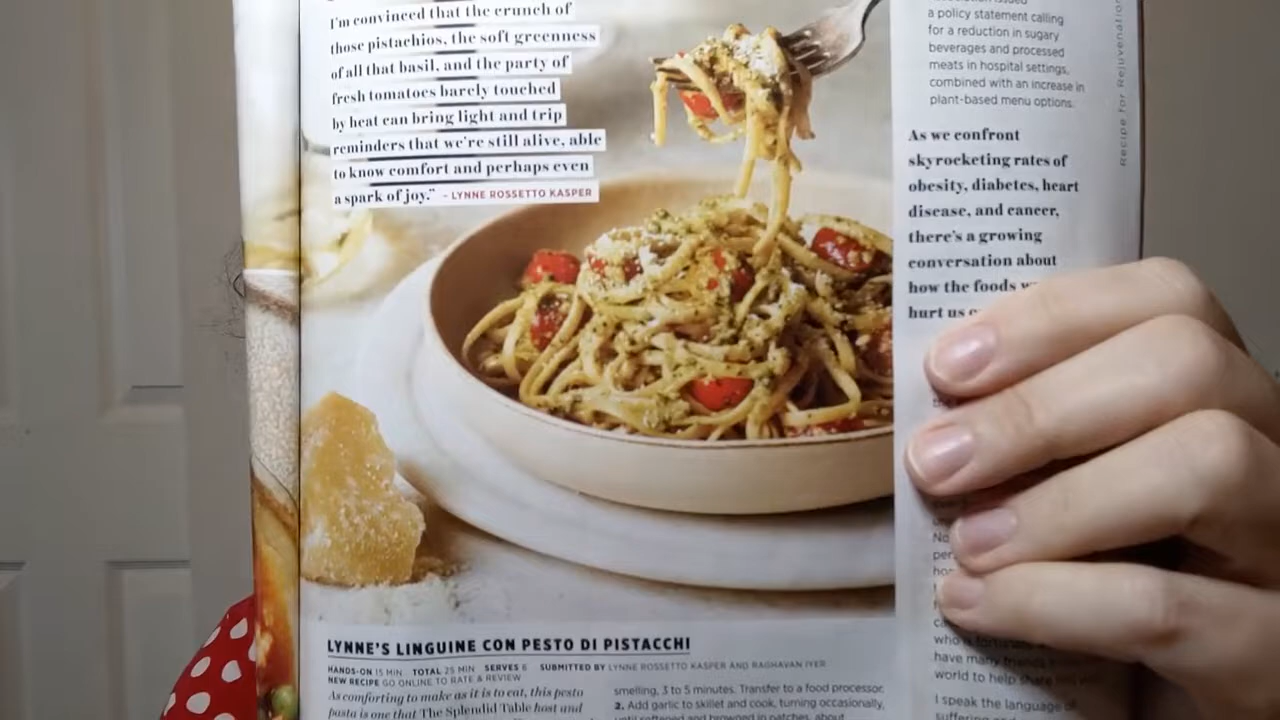 I'm convinced that the crunch of
those pistachios, the soft greenness
of all that basil, and the party of
fresh tomatoes barely touched
by heat can bring light and trip
reminders that we're still alive, able
to know comfort and perhaps even
a spark of joy." - LYNNE ROSSETTO KASPER
LYNNE'S LINGUINE CON PESTO DI PISTACCHI
HANDS-ON 15 MIN TOTAL 25 MIN SERVES 6 SUBMITTED BY LYNNE ROSSETTO KASPER AND RAGHAVAN IYER
NEW RECIPE GO ONLINE TO RATE & REVIEW
As comforting to make as it is to eat, this pesto
pasta is one that The Splendid Table host and
smelling, 3 to 5 minutes. Transfer to a food processor.
2. Add garlic to skillet and cook, turning occasionally,
until softened and browned in patches, about
a policy statement calling
for a reduction in sugary
beverages and processed
meats in hospital settings,
combined with an increase in
plant-based menu options.
As we confront
skyrocketing rates of
obesity, diabetes, heart
disease, and cancer,
there's a growing
conversation about
how the foods
hurt us
have many friends
world to help share
I speak the language of
suffering
Recipe for Rejuvenation